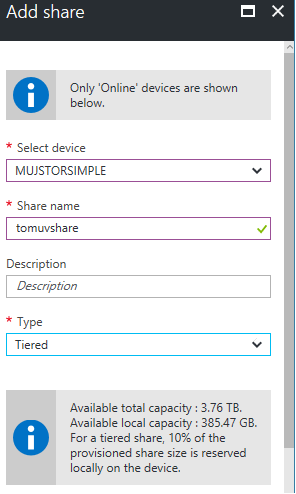 Add share
Only 'Online' devices are shown
below.
* Select device
MUJSTORSIMPLE
* Share name
tomuvshare
Description
Description
* Type
Tiered
Available total capacity : 3.76 TB.
Available local capacity : 385.47 GB.
For a tiered share, 10% of the
provisioned share size is reserved
locally on the device.